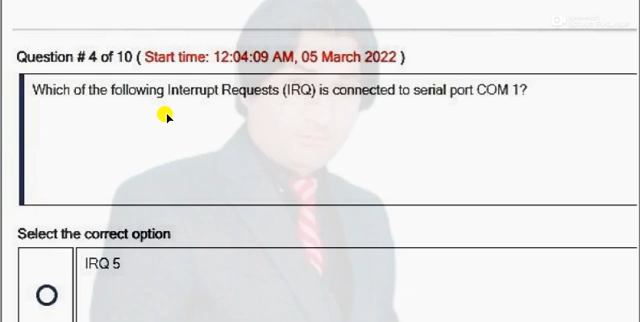 Question # 4 of 10 ( Start time: 12:04:09 AM, 05 March 2022 )
Which of the following Interrupt Requests (IRQ) is connected to serial port COM 1?
Select the correct option
IRQ 5